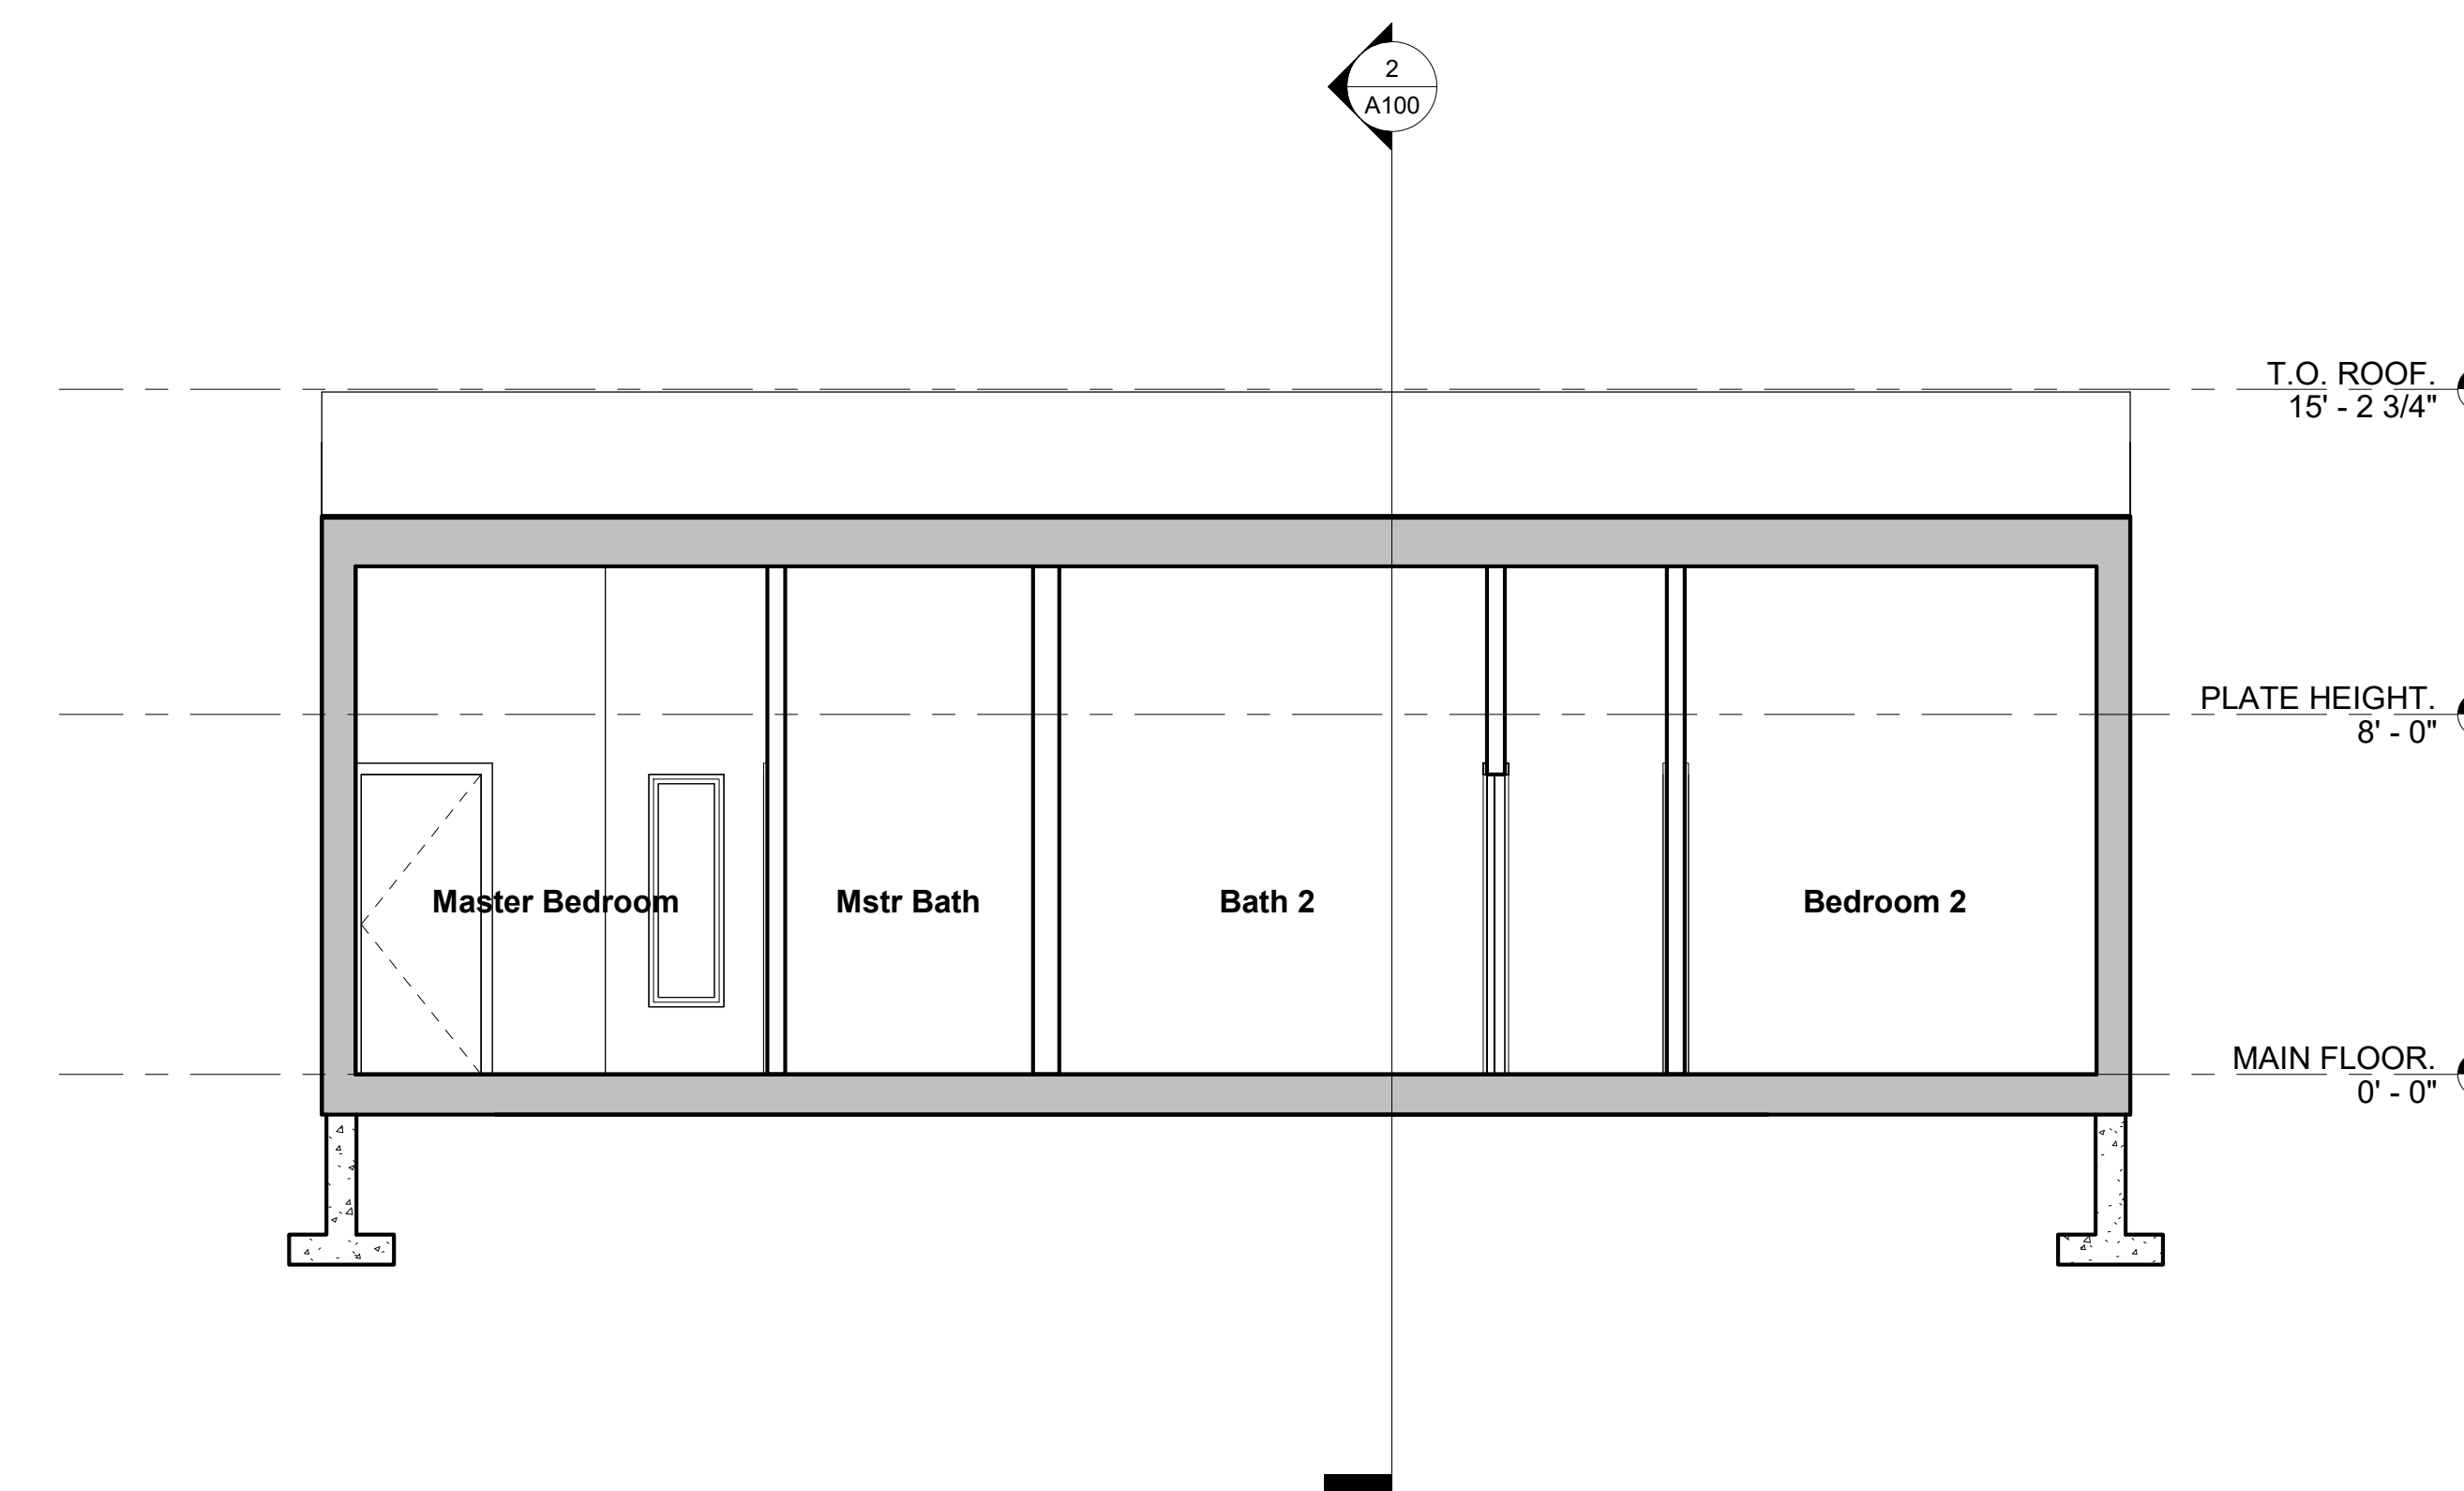 2
A100
T.O. ROOF.
15' - 2 3/4"
PLATE HEIGHT.
8' - 0"
Master Bedroom
Mstr Bath
Bath 2
Bedroom 2
MAIN FLOOR.
0' - 0"